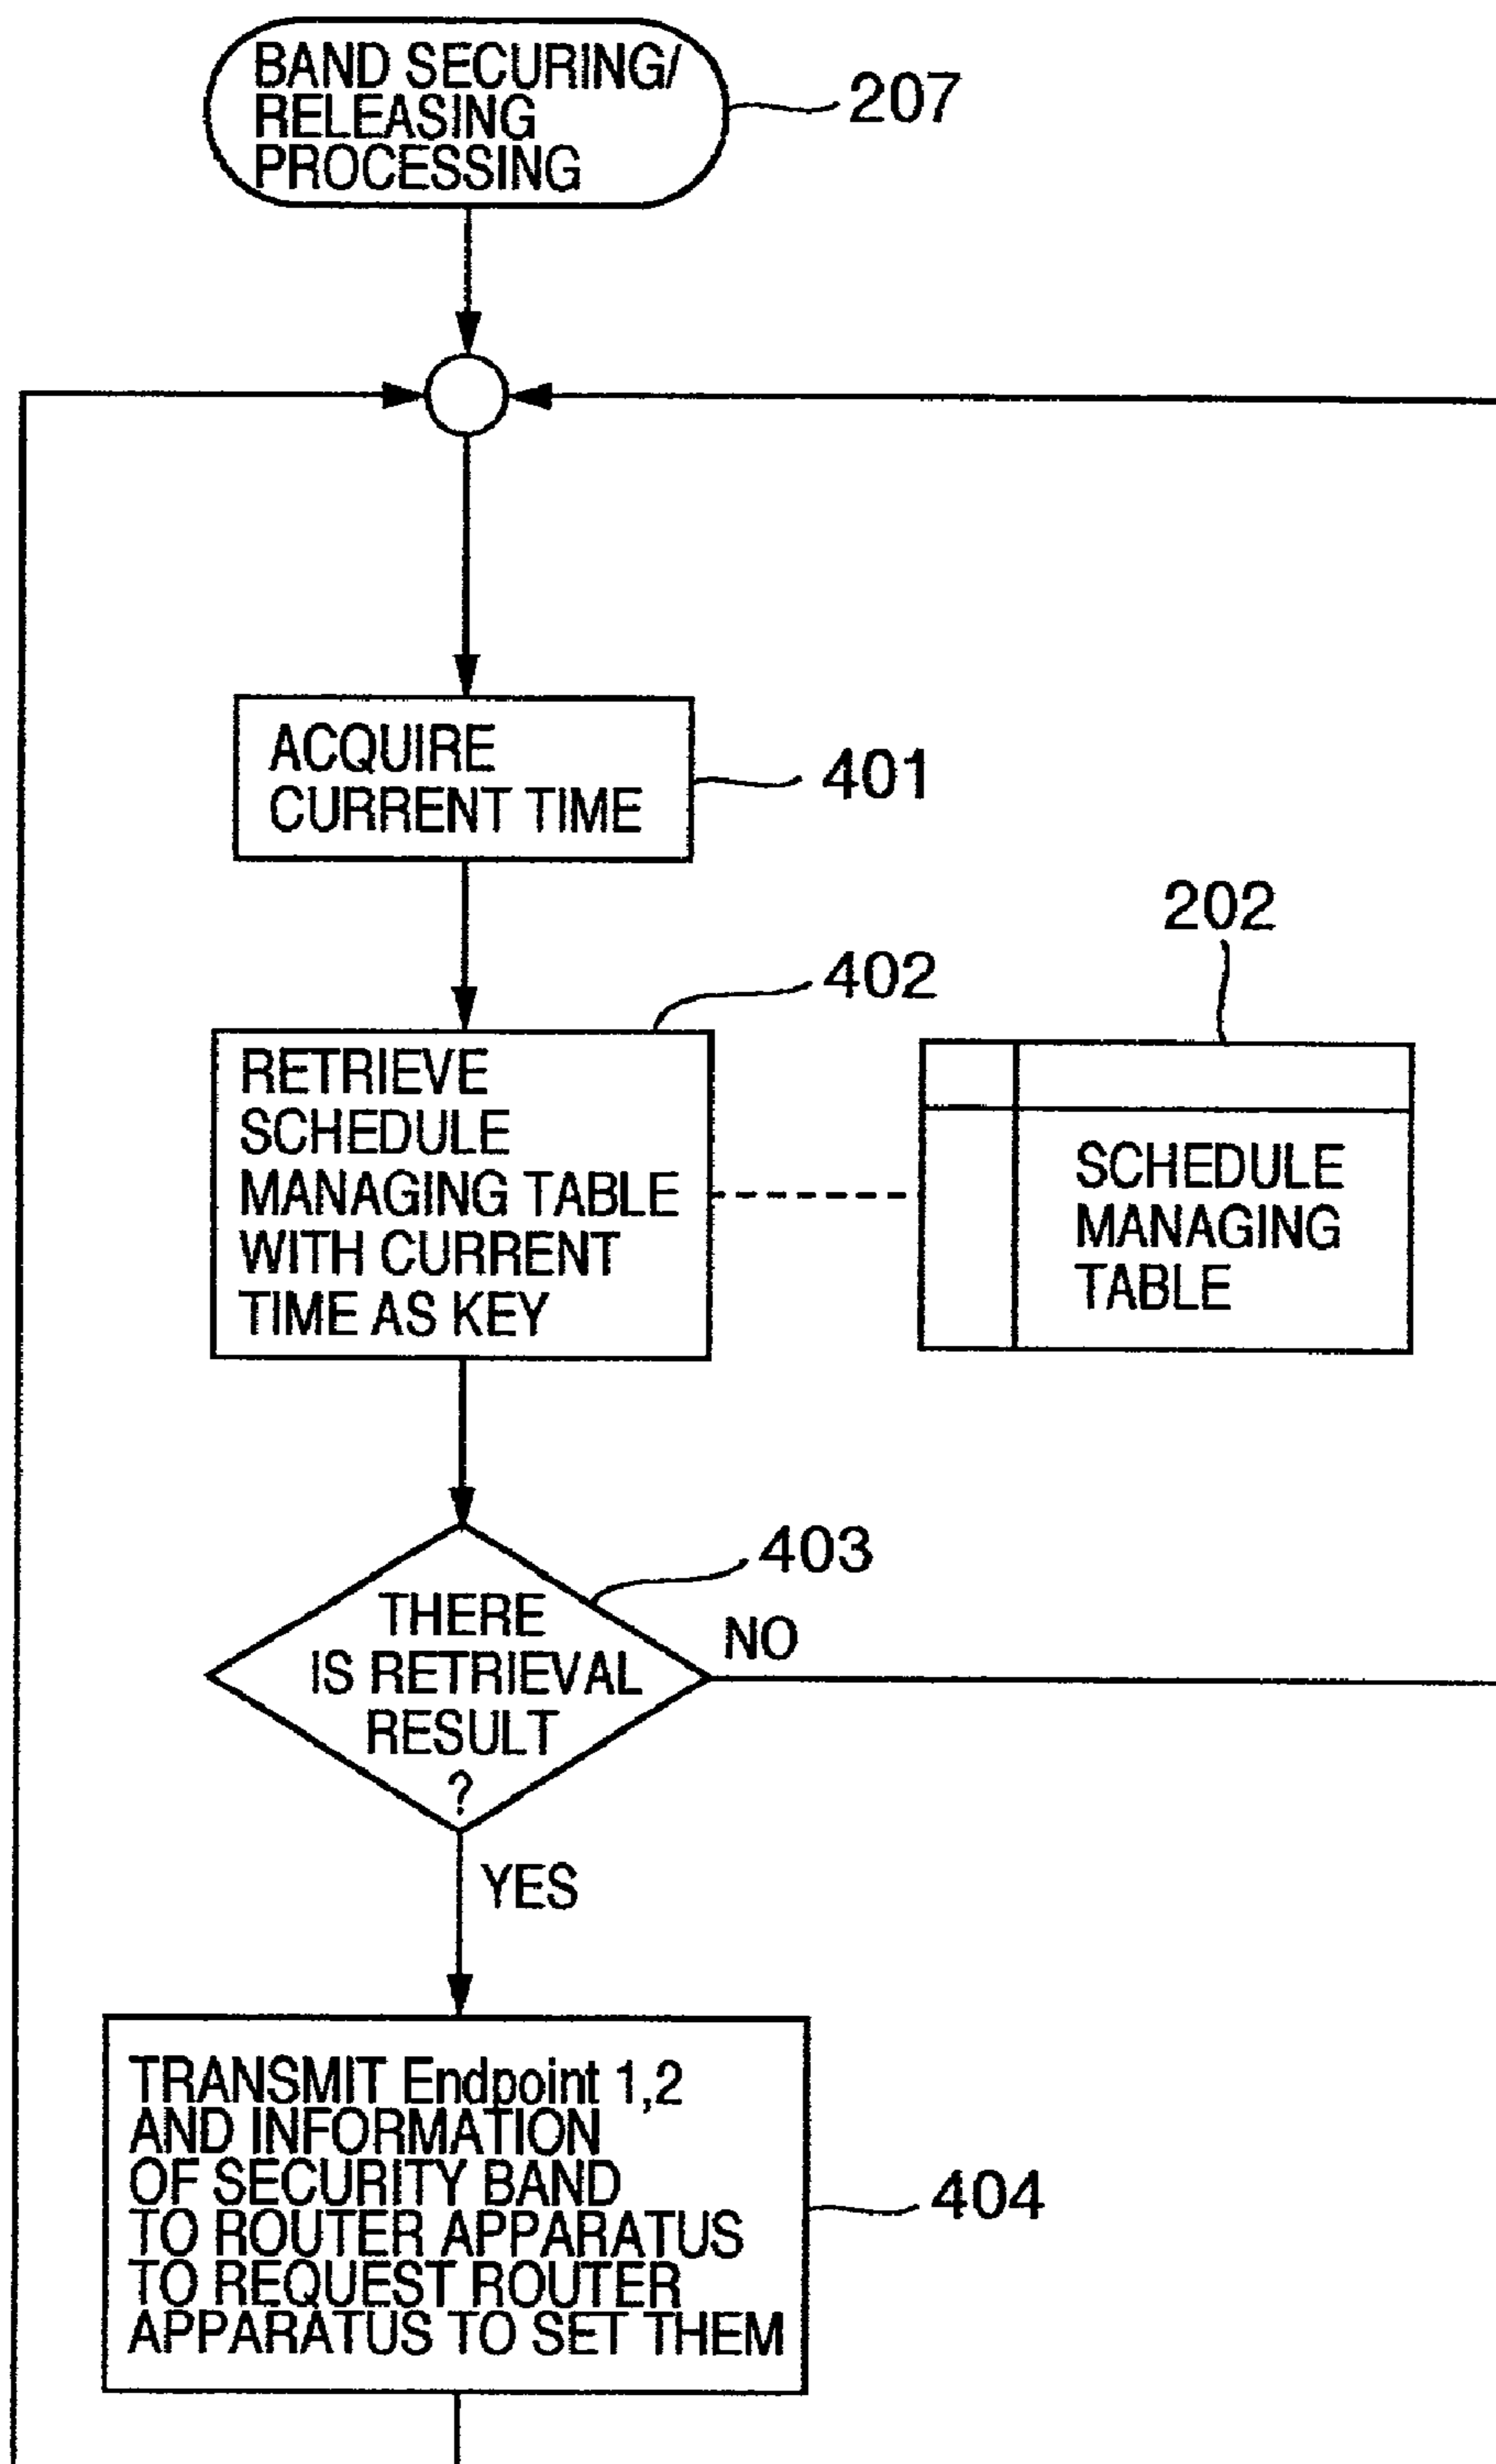 BAND SECURING/
RELEASING
PROCESSING
207
ACQUIRE
CURRENT TIME
401
202
402
RETRIEVE
SCHEDULE
MANAGING TABLE
WITH CURRENT
TIME AS KEY
SCHEDULE
MANAGING
TABLE
403
THERE
IS RETRIEVAL
RESULT
?
NO
YES
TRANSMIT Endpoint 1,2
AND INFORMATION
OF SECURITY BAND
TO ROUTER APPARATUS
TO REQUEST ROUTER
APPARATUS TO SET THEM
404